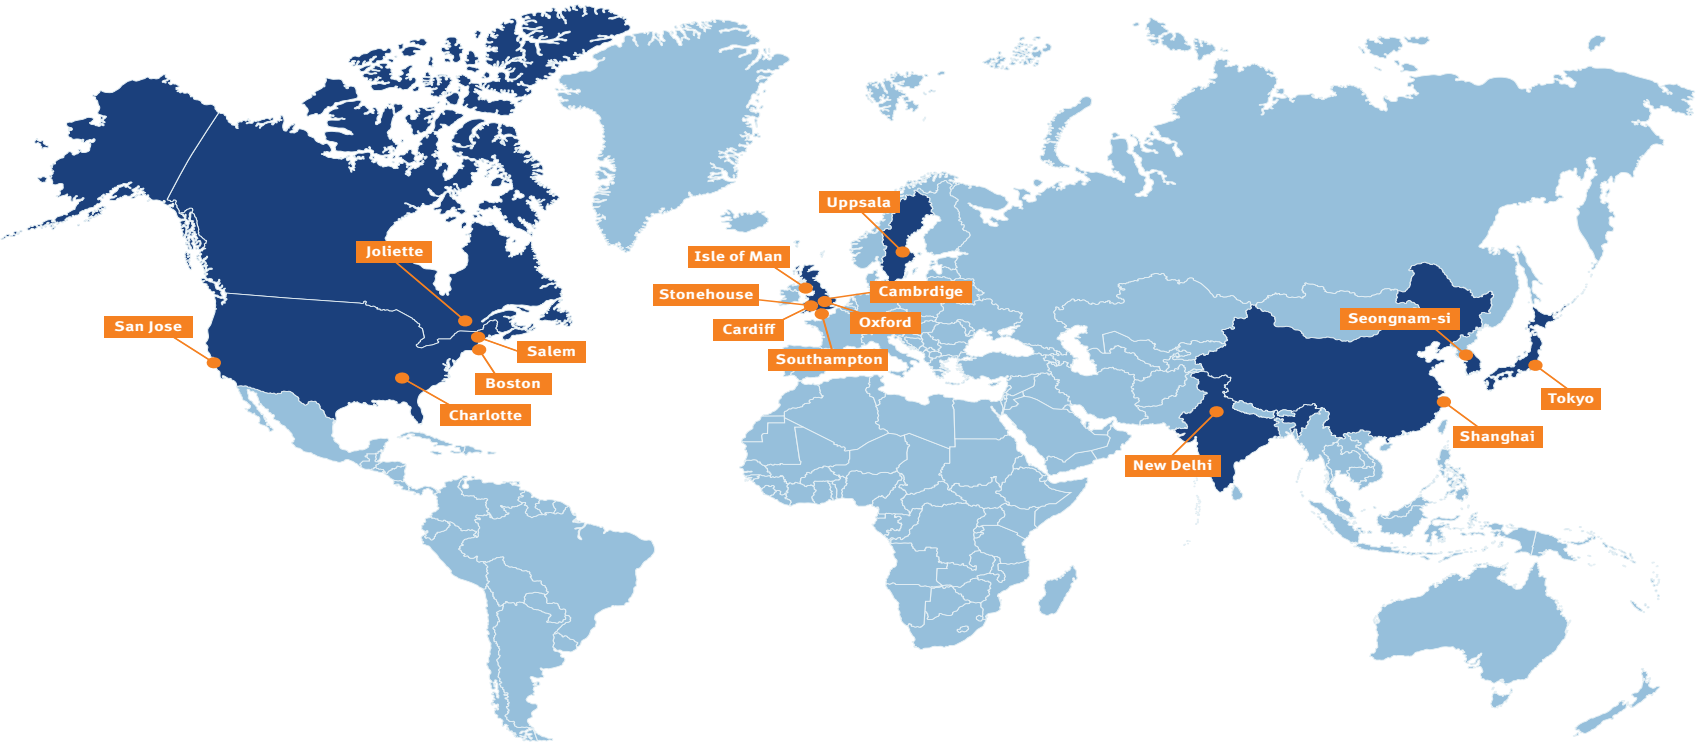 Uppsala
Joliette
Isle of Man
Cambrdige
Stonehouse
Seongnam-si
San Jose
Cardiff
Oxford
Salem
Southampton
Boston
Tokyo
Charlotte
Shanghai
New Delhi